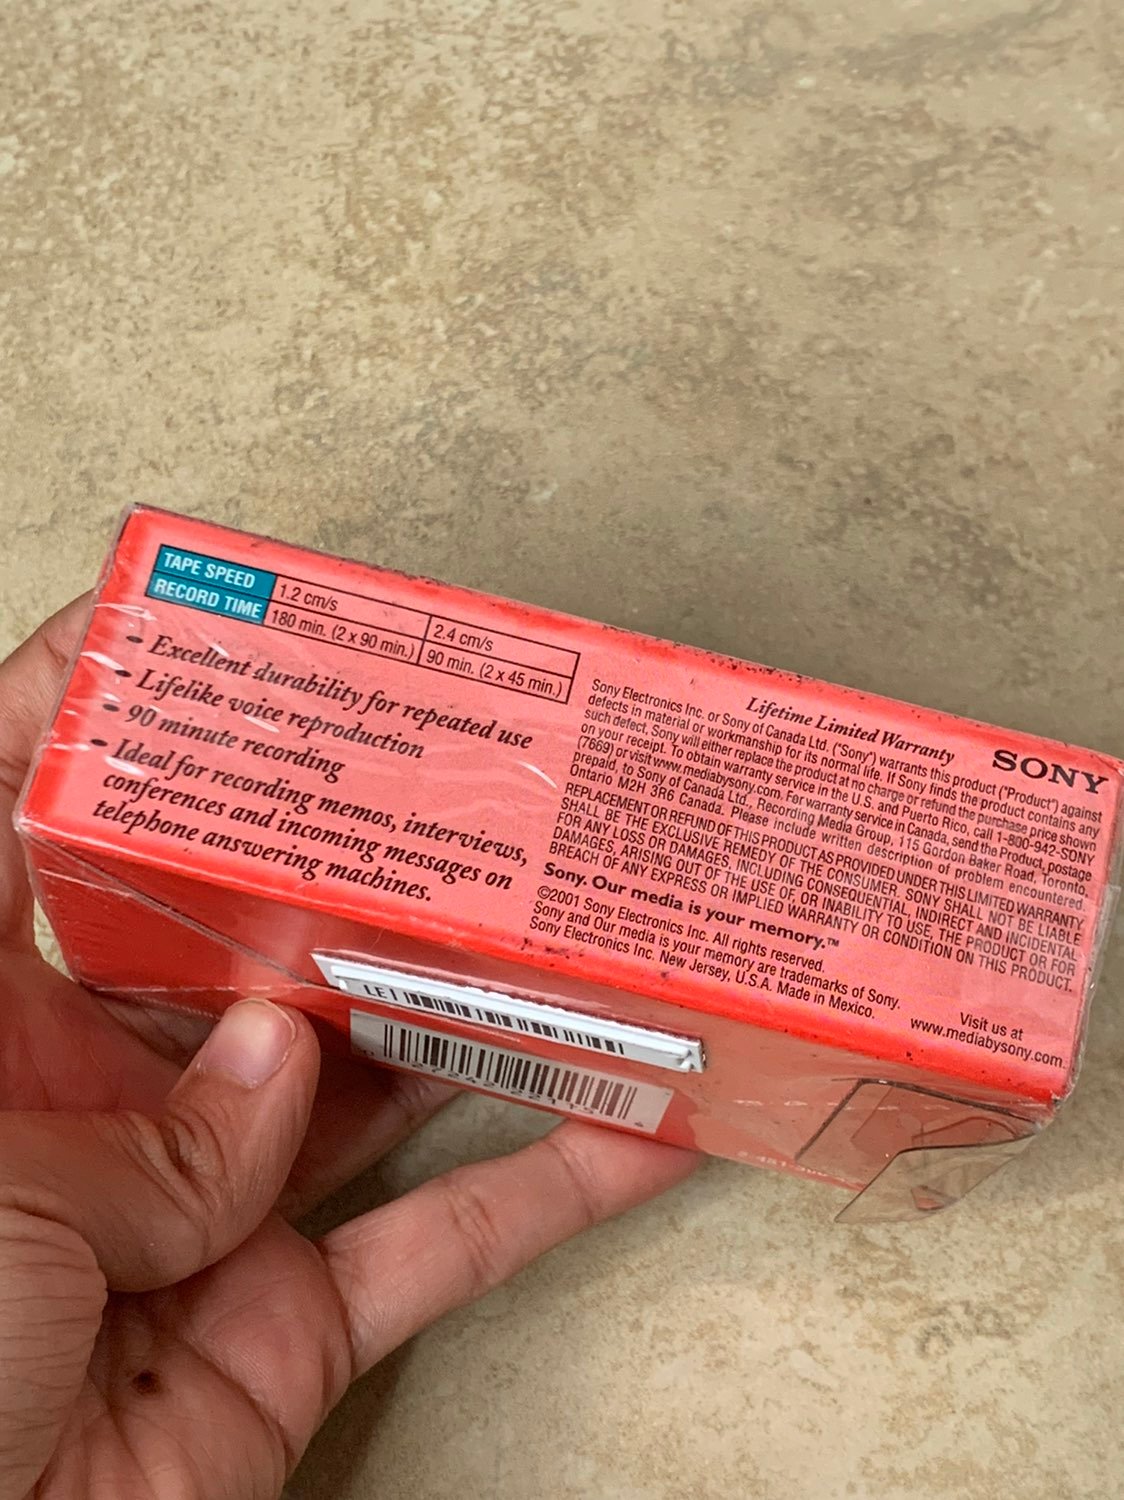 TAPE SPEED 1.2 cm/s 2.4 cm/s
RECORD TIME 180 min. (2 x 90 min.) 90 min. (2 x 45 min.)
- Excellent durability for repeated use
- Lifelike voice reproduction
- 90 minute recording
- Ideal for recording memos, interviews,
conferences and incoming messages on
telephone answering machines.
Lifetime Limited Warranty
SONY
Sony Electronics Inc. or Sony of Canada Ltd. ("Sony") warrants this product ("Product") against
defects in material or workmanship for its normal life. If Sony finds the product contains any
such defect, Sony will either replace the product at no charge or refund the purchase price shown
on your receipt. To obtain warranty service in the U.S. and Puerto Rico, call 1-800-942-SONY
(7669) or visit www.mediabysony.com. For warranty service in Canada, send the Product, postage
prepaid, to Sony of Canada Ltd., Recording Media Group, 115 Gordon Baker Road, Toronto,
Ontario M2H 3R6 Canada. Please include written description of problem encountered.
REPLACEMENT OR REFUND OF THIS PRODUCT AS PROVIDED UNDER THIS LIMITED WARRANTY
SHALL BE THE EXCLUSIVE REMEDY OF THE CONSUMER. SONY SHALL NOT BE LIABLE
FOR ANY LOSS OR DAMAGES, INCLUDING CONSEQUENTIAL, INDIRECT AND INCIDENTAL
DAMAGES, ARISING OUT OF THE USE OF, OR INABILITY TO USE, THE PRODUCT OR FOR
BREACH OF ANY EXPRESS OR IMPLIED WARRANTY OR CONDITION ON THIS PRODUCT.
Sony. Our media is your memory.™
©2001 Sony Electronics Inc. All rights reserved.
Sony and Our media is your memory are trademarks of Sony.
Sony Electronics Inc. New Jersey, U.S.A. Made in Mexico.
Visit us at
www.mediabysony.com.